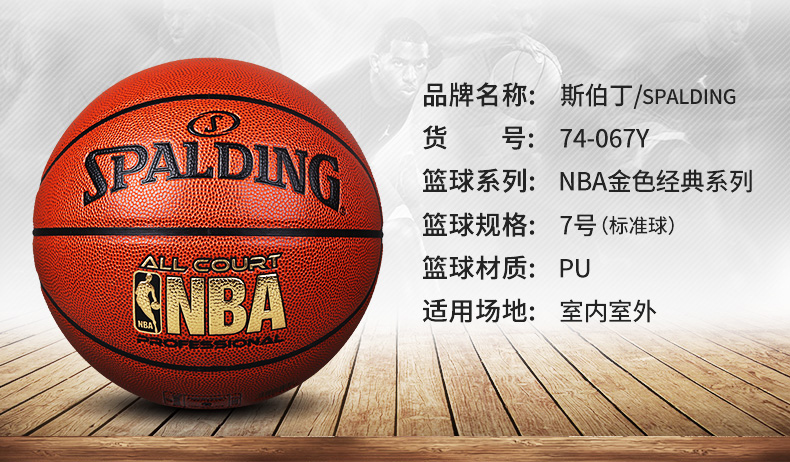 SPALDING
ALL COURT
NBA
NBA
PROFESSIONAL
品牌名称: 斯伯丁/SPALDING
货 号: 74-067Y
篮球系列: NBA金色经典系列
篮球规格: 7号(标准球)
篮球材质: PU
适用场地: 室内室外